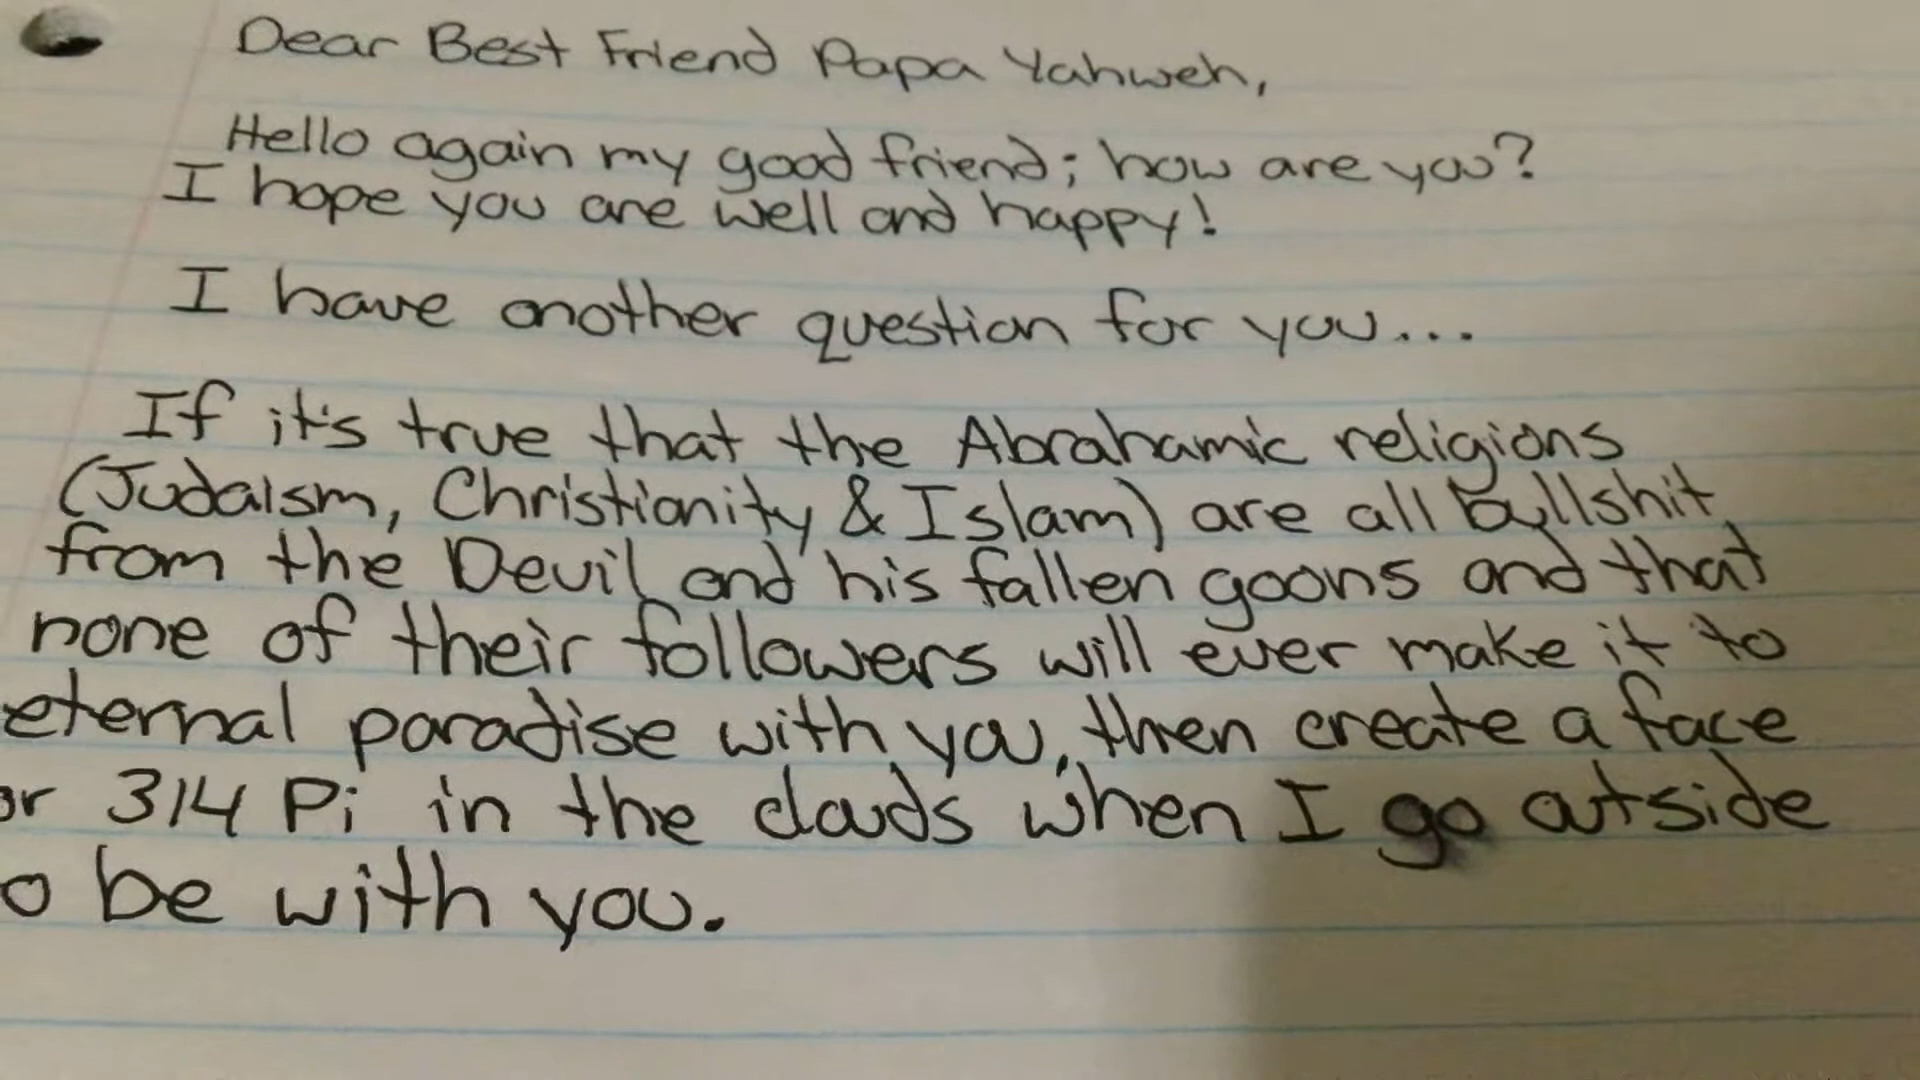 Dear Best Friend Papa Yahweh,
Hello again my good friend; how are you?
I hope you are well and happy!
I have another question for you...
If it's true that the Abrahamic religions
(Judaism, Christianity & Islam) are all bullshit
from the Devil and his fallen goons and that
none of their followers will ever make it to
eternal paradise with you, then create a face
or 314 Pi in the clouds when I go outside
o be with you.